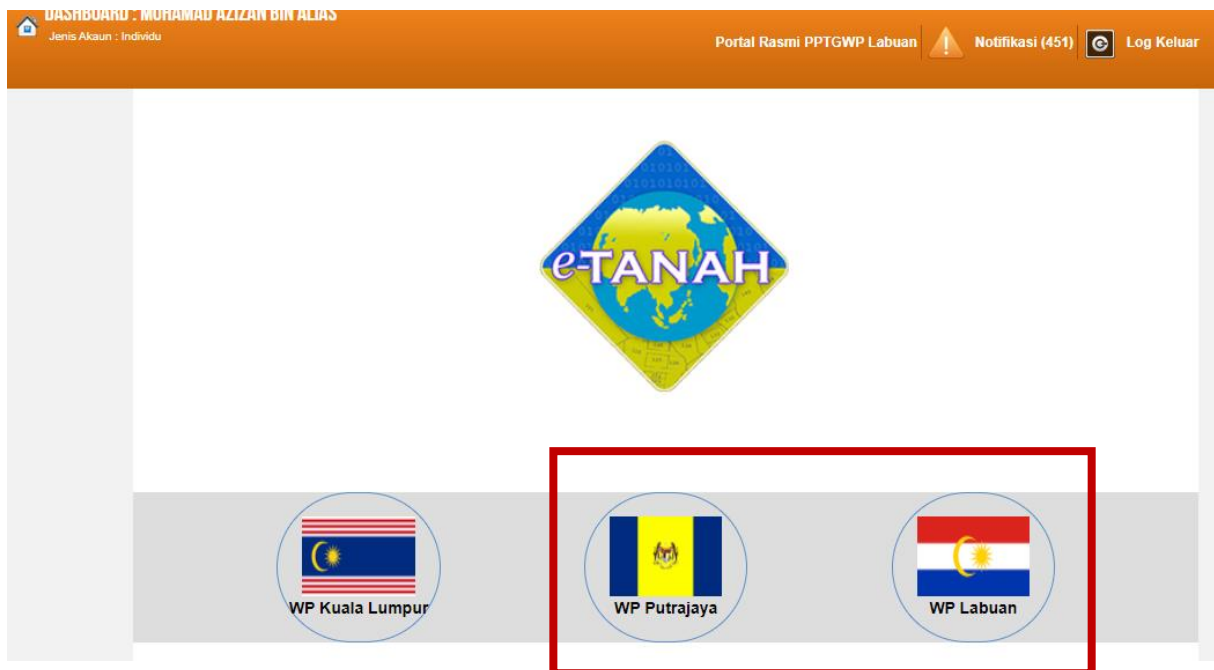 DASHBOARD : MOHAMAD AZIZAN BIN ALIAS
Jenis Akaun : Individu
Portal Rasmi PPTGWP Labuan
Notifikasi (451)
Log Keluar
e-TANAH
WP Kuala Lumpur
WP Putrajaya
WP Labuan